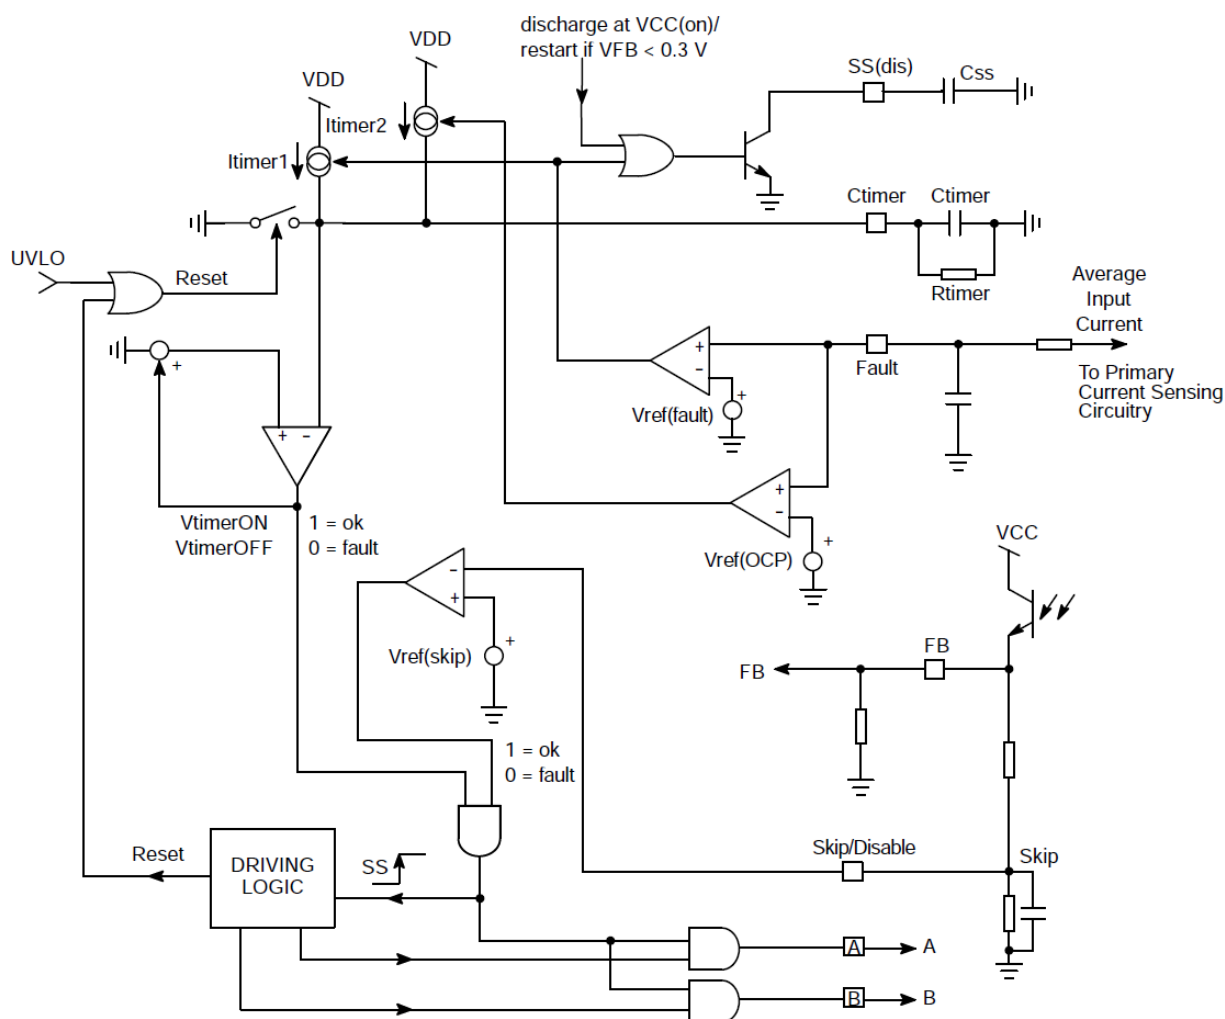 discharge at VCC(on)/
restart if VFB < 0.3 V
VDD
VDD
SS(dis)
Css
Itimer2
Itimer1
Ctimer
Ctimer
UVLO
Reset
Rtimer
Average
Input
Current
+
+
-
+
Fault
To Primary
Current Sensing
Circuitry
Vref(fault)
+ -
+
-
+
VtimerON
VtimerOFF
1 = ok
0 = fault
Vref(OCP)
VCC
-
+
+
Vref(skip)
FB
FB
1 = ok
0 = fault
Reset
DRIVING
LOGIC
SS
Skip/Disable
Skip
A
A
B
B